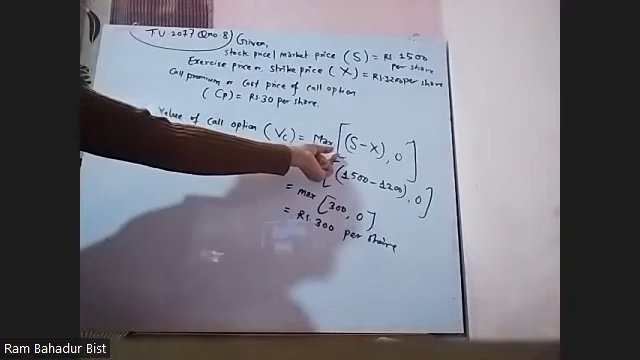 TU 2077 (Qno. 8) Given,
Stock price / market price (S) = Rs. 1500 per share
Exercise price or strike price (X) = Rs. 1200 per share
Call premium or cost price of call option
(Cp) = Rs. 30 per share.
Value of call option (Vc) = Max [(S-X), 0]
[(1500-1200), 0]
= Max [300, 0]
= Rs. 300 per share
Ram Bahadur Bist